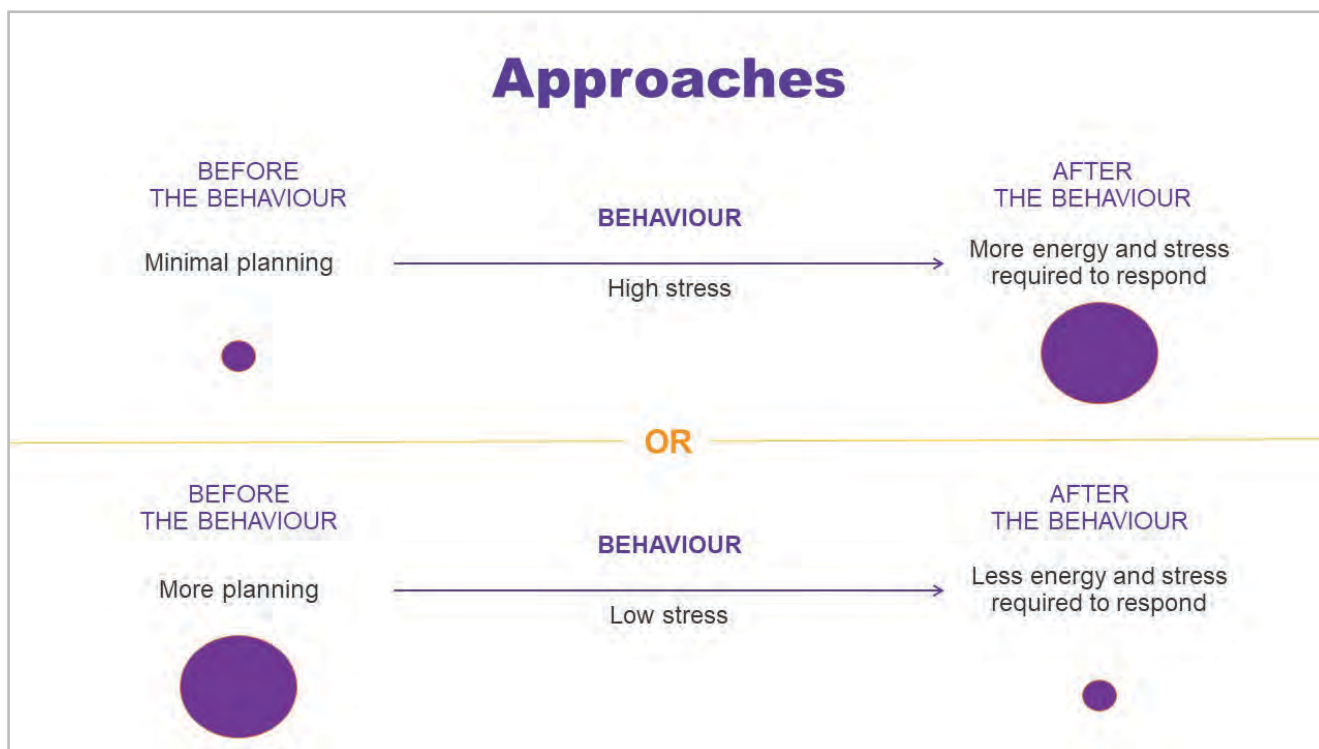 Approaches
BEFORE
THE BEHAVIOUR
Minimal planning
BEHAVIOUR
High stress
AFTER
THE BEHAVIOUR
More energy and stress
required to respond
OR
BEFORE
THE BEHAVIOUR
More planning
BEHAVIOUR
Low stress
AFTER
THE BEHAVIOUR
Less energy and stress
required to respond